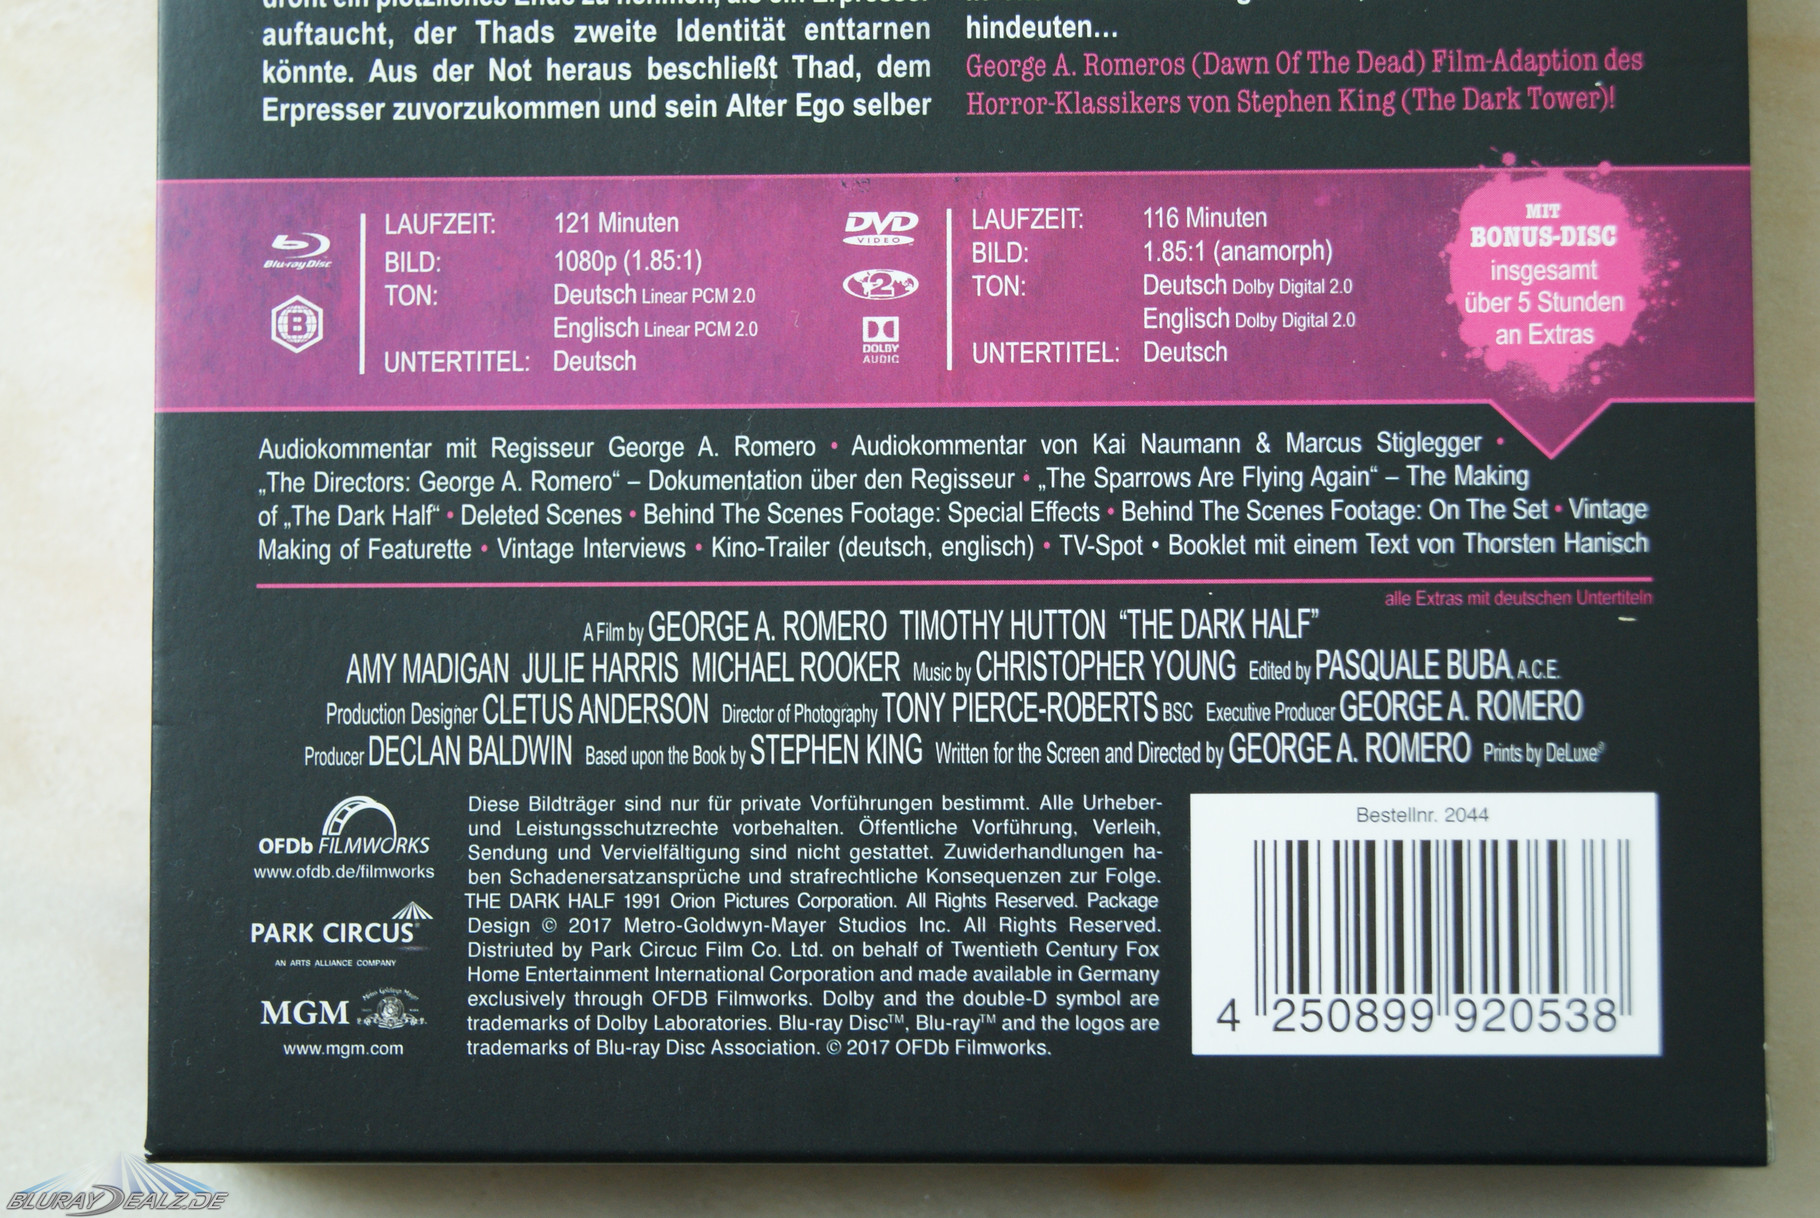 auftaucht, der Thads zweite Identität enttarnen
könnte. Aus der Not heraus beschließt Thad, dem
Erpresser zuvorzukommen und sein Alter Ego selber
hindeuten...
George A. Romeros (Dawn Of The Dead) Film-Adaption des
Horror-Klassikers von Stephen King (The Dark Tower)!
Blu-ray Disc
B
LAUFZEIT: 121 Minuten
BILD: 1080p (1.85:1)
TON: Deutsch Linear PCM 2.0
Englisch Linear PCM 2.0
UNTERTITEL: Deutsch
DVD
VIDEO
2
DOLBY
AUDIO
LAUFZEIT: 116 Minuten
BILD: 1.85:1 (anamorph)
TON: Deutsch Dolby Digital 2.0
Englisch Dolby Digital 2.0
UNTERTITEL: Deutsch
MIT
BONUS-DISC
insgesamt
über 5 Stunden
an Extras
Audiokommentar mit Regisseur George A. Romero • Audiokommentar von Kai Naumann & Marcus Stiglegger •
„The Directors: George A. Romero“ – Dokumentation über den Regisseur • „The Sparrows Are Flying Again“ – The Making
of „The Dark Half“ • Deleted Scenes • Behind The Scenes Footage: Special Effects • Behind The Scenes Footage: On The Set • Vintage
Making of Featurette • Vintage Interviews • Kino-Trailer (deutsch, englisch) • TV-Spot • Booklet mit einem Text von Thorsten Hanisch
alle Extras mit deutschen Untertiteln
A Film by GEORGE A. ROMERO TIMOTHY HUTTON “THE DARK HALF”
AMY MADIGAN JULIE HARRIS MICHAEL ROOKER Music by CHRISTOPHER YOUNG Edited by PASQUALE BUBA, A.C.E.
Production Designer CLETUS ANDERSON Director of Photography TONY PIERCE-ROBERTS BSC Executive Producer GEORGE A. ROMERO
Producer DECLAN BALDWIN Based upon the Book by STEPHEN KING Written for the Screen and Directed by GEORGE A. ROMERO Prints by DeLuxe®
OFDb FILMWORKS
www.ofdb.de/filmworks
PARK CIRCUS
AN ARTS ALLIANCE COMPANY
MGM
www.mgm.com
Diese Bildträger sind nur für private Vorführungen bestimmt. Alle Urheber-
und Leistungsschutzrechte vorbehalten. Öffentliche Vorführung, Verleih,
Sendung und Vervielfältigung sind nicht gestattet. Zuwiderhandlungen ha-
ben Schadenersatzansprüche und strafrechtliche Konsequenzen zur Folge.
THE DARK HALF 1991 Orion Pictures Corporation. All Rights Reserved. Package
Design © 2017 Metro-Goldwyn-Mayer Studios Inc. All Rights Reserved.
Distriuted by Park Circuc Film Co. Ltd. on behalf of Twentieth Century Fox
Home Entertainment International Corporation and made available in Germany
exclusively through OFDB Filmworks. Dolby and the double-D symbol are
trademarks of Dolby Laboratories. Blu-ray Disc™, Blu-ray™ and the logos are
trademarks of Blu-ray Disc Association. © 2017 OFDb Filmworks.
Bestellnr. 2044
4 250899 920538
BLURAYDEALZ.DE